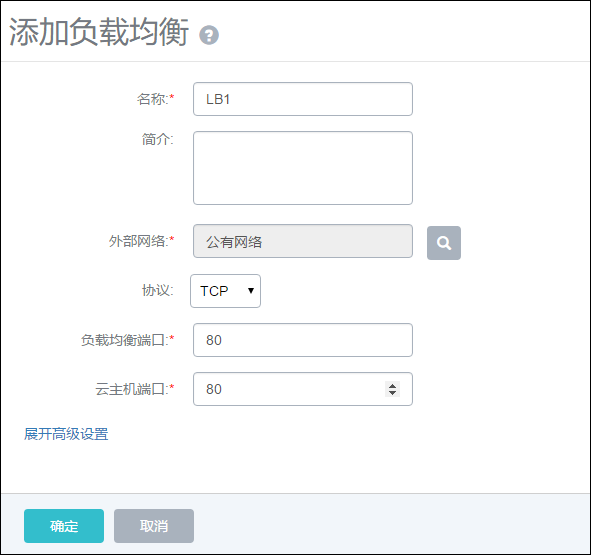 添加负载均衡 ?
名称:* LB1
简介:
外部网络:* 公有网络
协议: TCP
负载均衡端口:* 80
云主机端口:* 80
展开高级设置
确定 取消